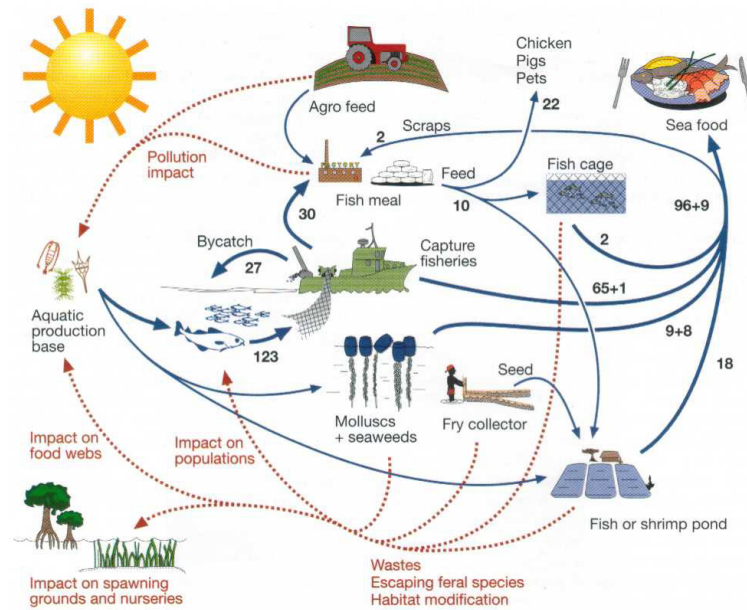 Chicken
Pigs
Pets
22
Agro feed
Sea food
2
Scraps
Pollution
impact
FACTORY
Feed
Fish cage
Fish meal
10
96+9
30
Bycatch
27
Capture
fisheries
2
65+1
Aquatic
production
base
123
9+8
18
Seed
Molluscs
+ seaweeds
Fry collector
Impact on
food webs
Impact on
populations
Fish or shrimp pond
Wastes
Escaping feral species
Habitat modification
Impact on spawning
grounds and nurseries